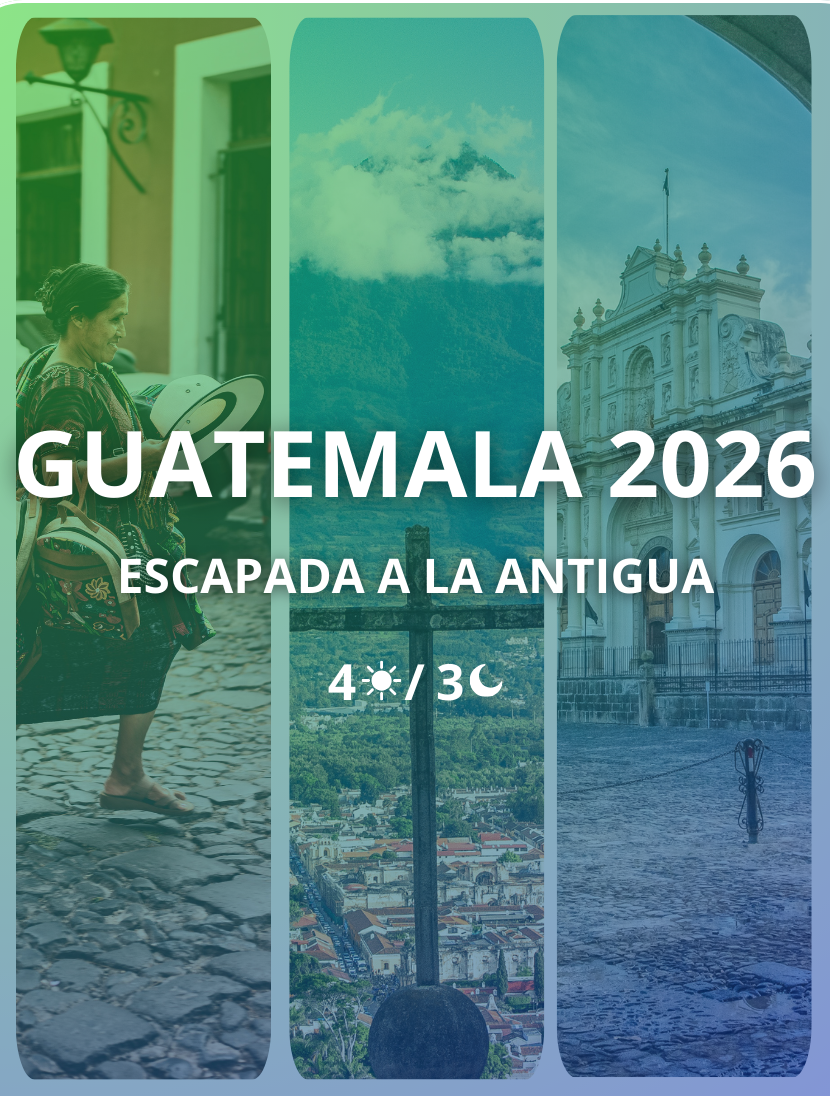 GUATEMALA 2026
ESCAPADA A LA ANTIGUA
4☀/ 3☾